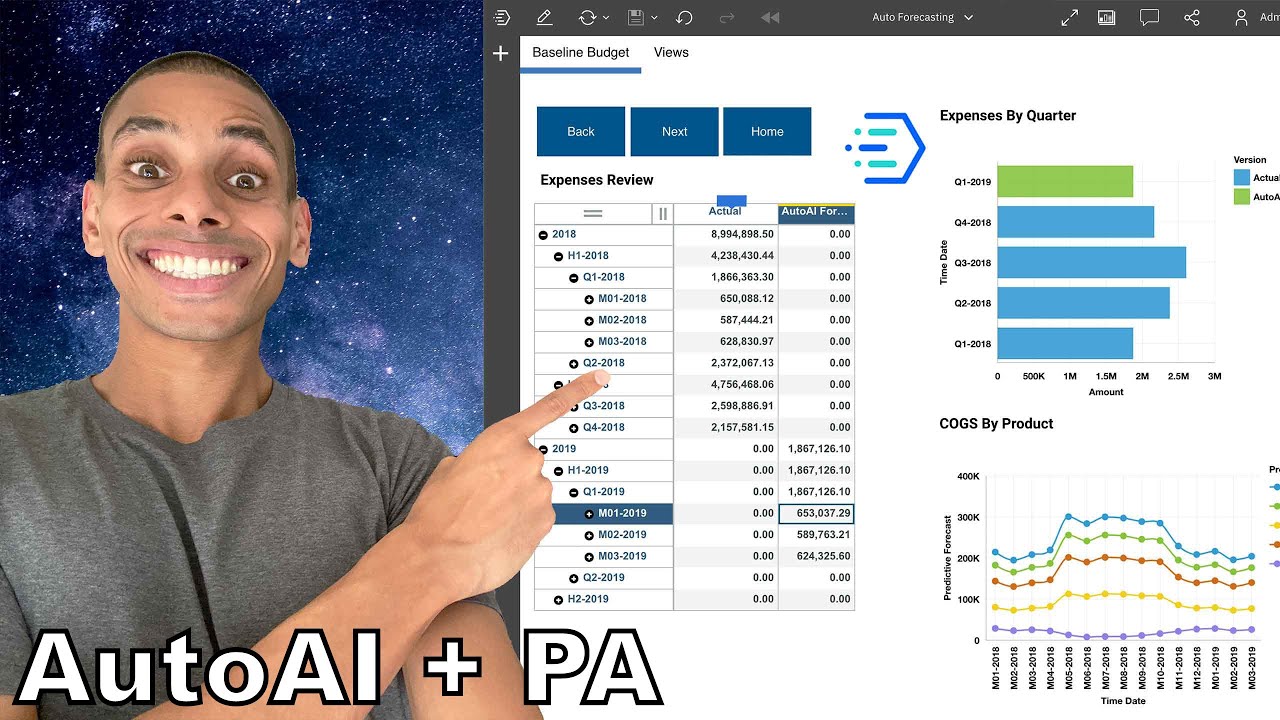 Auto Forecasting
Adm
Baseline Budget Views
Back Next Home
Expenses Review
Actual AutoAI For...
2018 8,994,898.50 0.00
H1-2018 4,238,430.44 0.00
Q1-2018 1,866,363.30 0.00
M01-2018 650,088.12 0.00
M02-2018 587,444.21 0.00
M03-2018 628,830.97 0.00
Q2-2018 2,372,067.13 0.00
4,756,468.06 0.00
Q3-2018 2,598,886.91 0.00
Q4-2018 2,157,581.15 0.00
2019 0.00 1,867,126.10
H1-2019 0.00 1,867,126.10
Q1-2019 0.00 1,867,126.10
M01-2019 0.00 653,037.29
M02-2019 0.00 589,763.21
M03-2019 0.00 624,325.60
Q2-2019 0.00 0.00
H2-2019 0.00 0.00
Expenses By Quarter
Version
Actual
AutoA
Time Date
Q1-2019
Q4-2018
Q3-2018
Q2-2018
Q1-2018
0 500K 1M 1.5M 2M 2.5M 3M
Amount
COGS By Product
Pr
Predictive Forecast
400K
300K
200K
100K
0
M01-2018 M02-2018 M03-2018 M04-2018 M05-2018 M06-2018 M07-2018 M08-2018 M09-2018 M10-2018 M11-2018 M12-2018 M01-2019 M02-2019 M03-2019
Time Date
AutoAI + PA